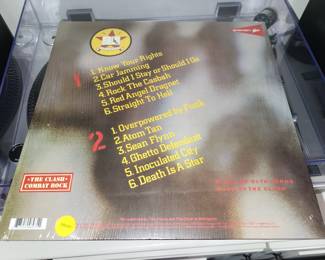 1
1. Know Your Rights
2. Car Jamming
3. Should I Stay or Should I Go
4. Rock The Casbah
5. Red Angel Dragnet
6. Straight To Hell
2
1. Overpowered by Funk
2. Atom Tan
3. Sean Flynn
4. Ghetto Defendant
5. Inoculated City
6. Death Is A Star
THE CLASH
COMBAT ROCK